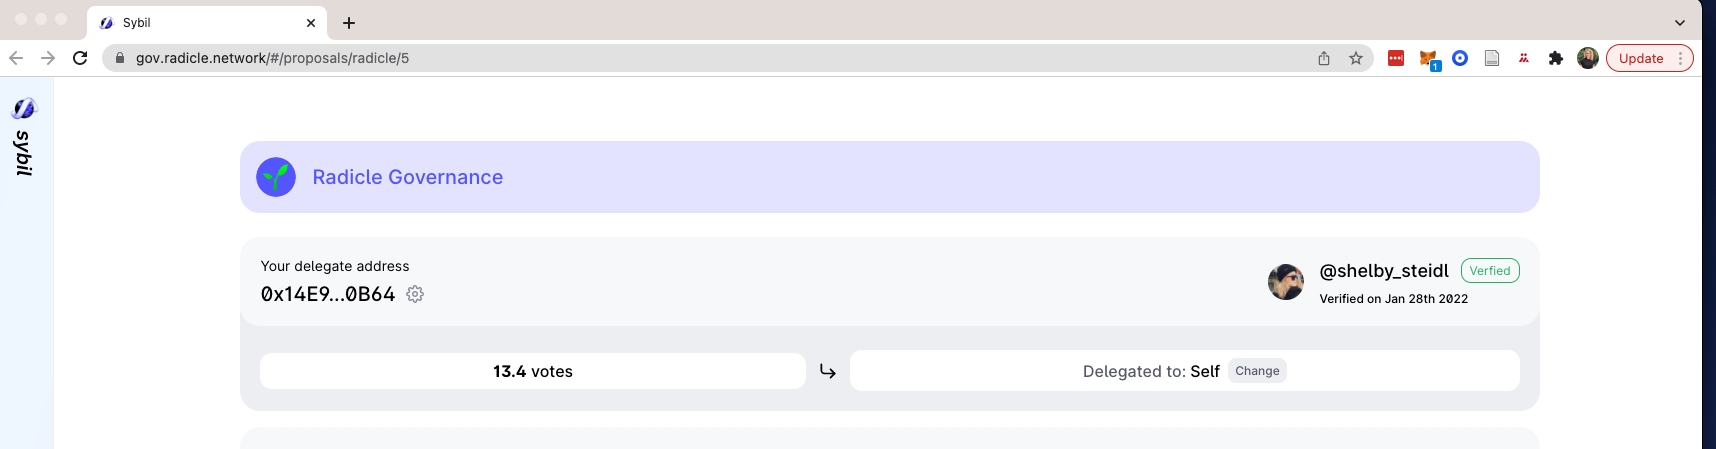 Sybil
gov.radicle.network/#/proposals/radicle/5
1
Update
sybil
Radicle Governance
Your delegate address
0x14E9...0B64
@shelby_steidl Verfied
Verified on Jan 28th 2022
13.4 votes
Delegated to: Self Change